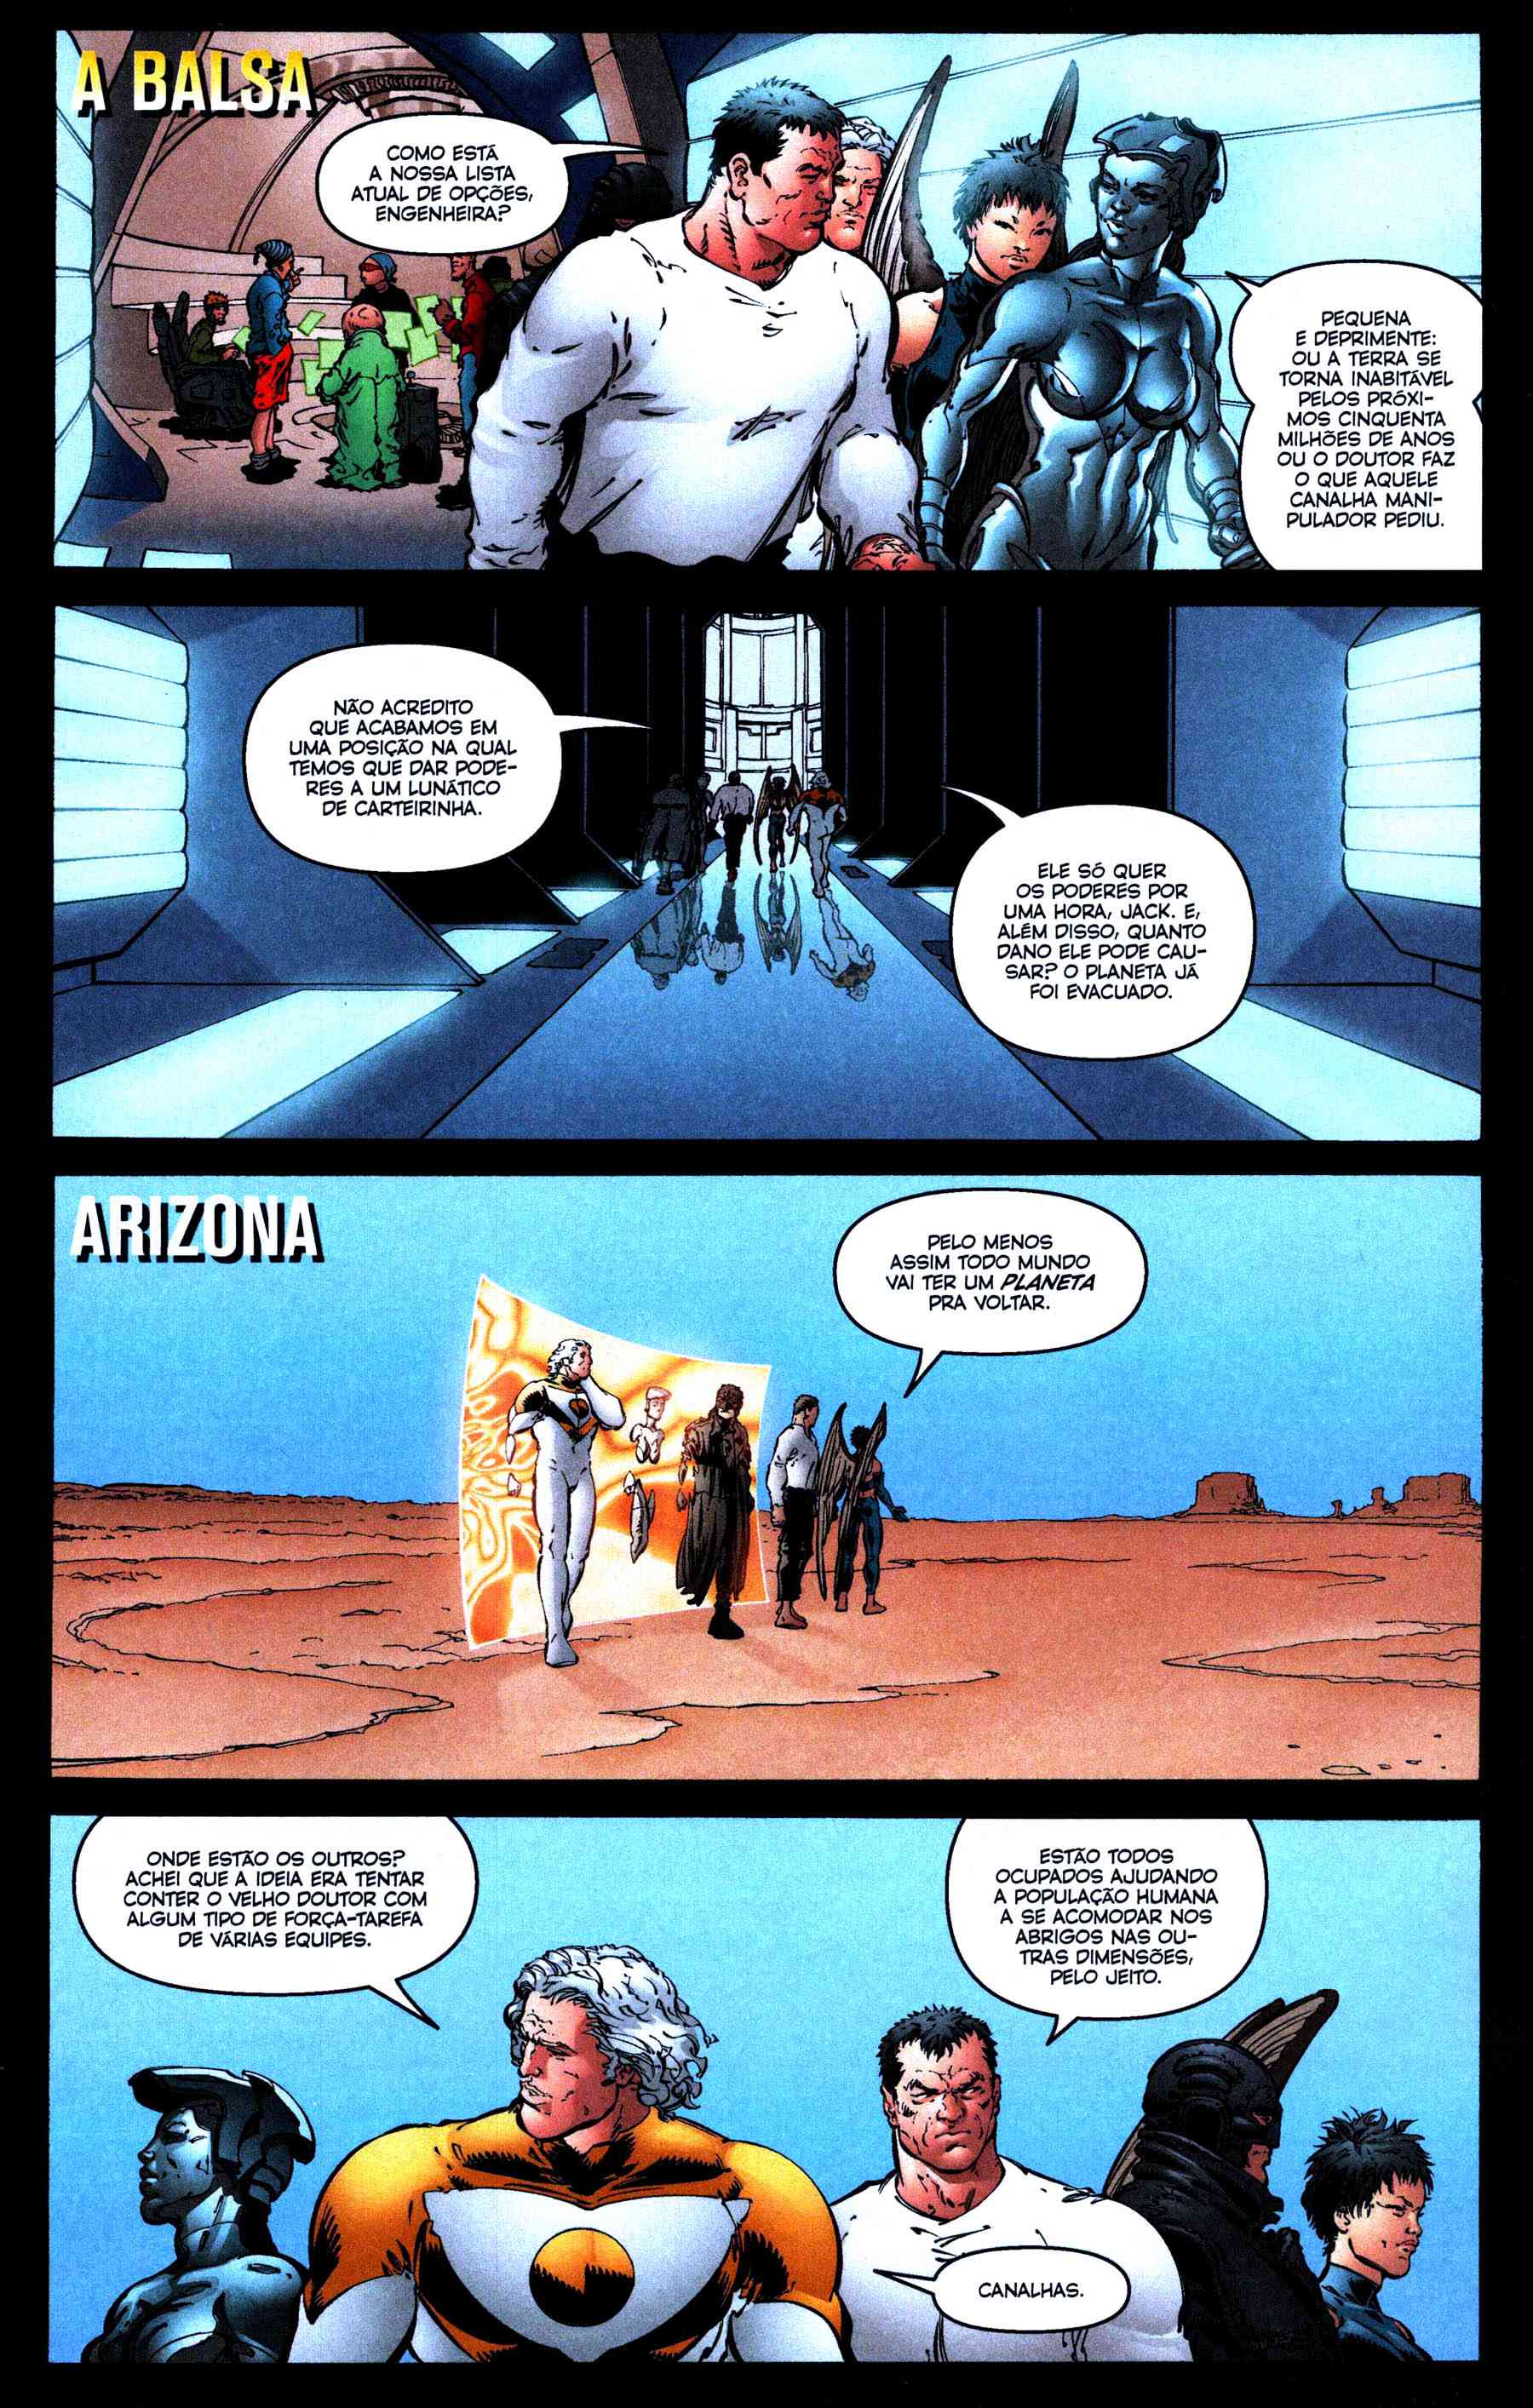 A BALSA
COMO ESTÁ
A NOSSA LISTA
ATUAL DE OPÇÕES,
ENGENHEIRA?
PEQUENA
E DEPRIMENTE:
OU A TERRA SE
TORNA INABITÁVEL
PELOS PRÓXI-
MOS CINQUENTA
MILHÕES DE ANOS
OU O DOUTOR FAZ
O QUE AQUELE
CANALHA MANI-
PULADOR PEDIU.
NÃO ACREDITO
QUE ACABAMOS EM
UMA POSIÇÃO NA QUAL
TEMOS QUE DAR PODE-
RES A UM LUNÁTICO
DE CARTEIRINHA.
ELE SÓ QUER
OS PODERES POR
UMA HORA, JACK. E,
ALÉM DISSO, QUANTO
DANO ELE PODE CAU-
SAR? O PLANETA JÁ
FOI EVACUADO.
ARIZONA
PELO MENOS
ASSIM TODO MUNDO
VAI TER UM PLANETA
PRA VOLTAR.
ONDE ESTÃO OS OUTROS?
ACHEI QUE A IDEIA ERA TENTAR
CONTER O VELHO DOUTOR COM
ALGUM TIPO DE FORÇA-TAREFA
DE VÁRIAS EQUIPES.
ESTÃO TODOS
OCUPADOS AJUDANDO
A POPULAÇÃO HUMANA
A SE ACOMODAR NOS
ABRIGOS NAS OU-
TRAS DIMENSÕES,
PELO JEITO.
CANALHAS.